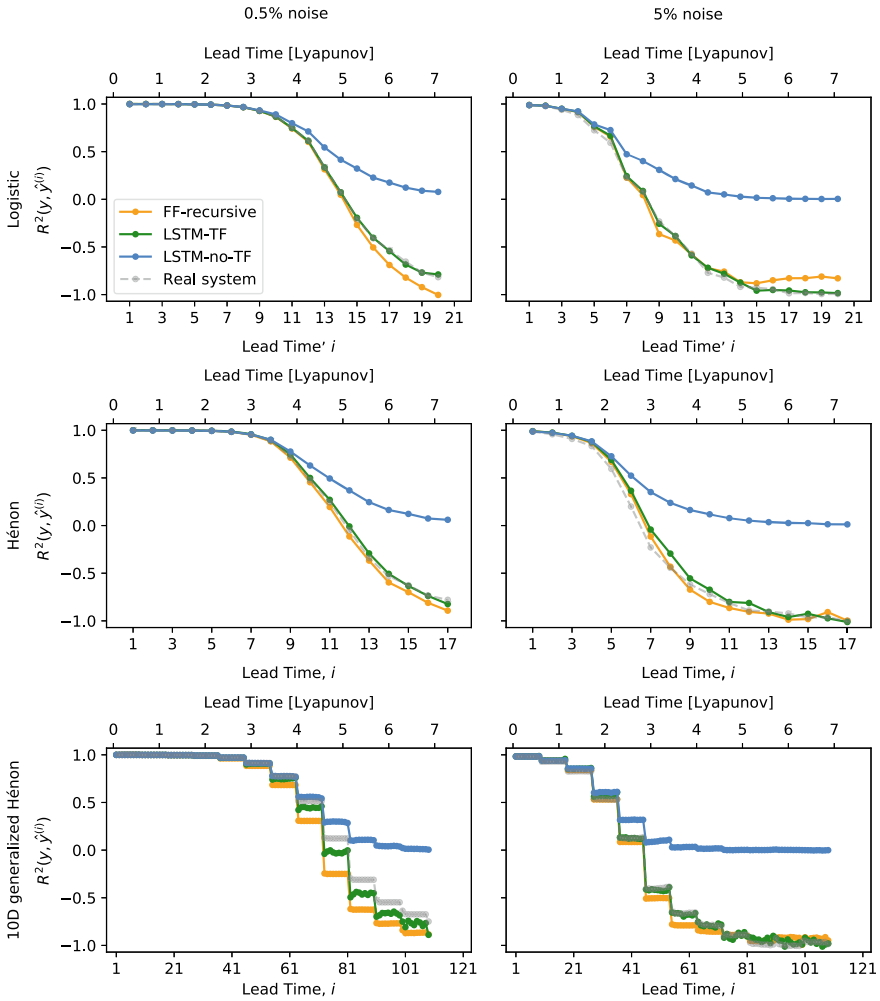 0.5% noise
5% noise
Lead Time [Lyapunov]
Lead Time [Lyapunov]
0 1 2 3 4 5 6 7
0 1 2 3 4 5 6 7
Logistic
R²(y, ŷ⁽ⁱ⁾)
1.0
0.5
0.0
−0.5
−1.0
FF-recursive
LSTM-TF
LSTM-no-TF
Real system
1 3 5 7 9 11 13 15 17 19 21
1 3 5 7 9 11 13 15 17 19 21
Lead Time, i
Lead Time, i
Lead Time [Lyapunov]
Lead Time [Lyapunov]
0 1 2 3 4 5 6 7
0 1 2 3 4 5 6 7
Hénon
R²(y, ŷ⁽ⁱ⁾)
1.0
0.5
0.0
−0.5
−1.0
1 3 5 7 9 11 13 15 17
1 3 5 7 9 11 13 15 17
Lead Time, i
Lead Time, i
Lead Time [Lyapunov]
Lead Time [Lyapunov]
0 1 2 3 4 5 6 7
0 1 2 3 4 5 6 7
10D generalized Hénon
R²(y, ŷ⁽ⁱ⁾)
1.0
0.5
0.0
−0.5
−1.0
1 21 41 61 81 101 121
1 21 41 61 81 101 121